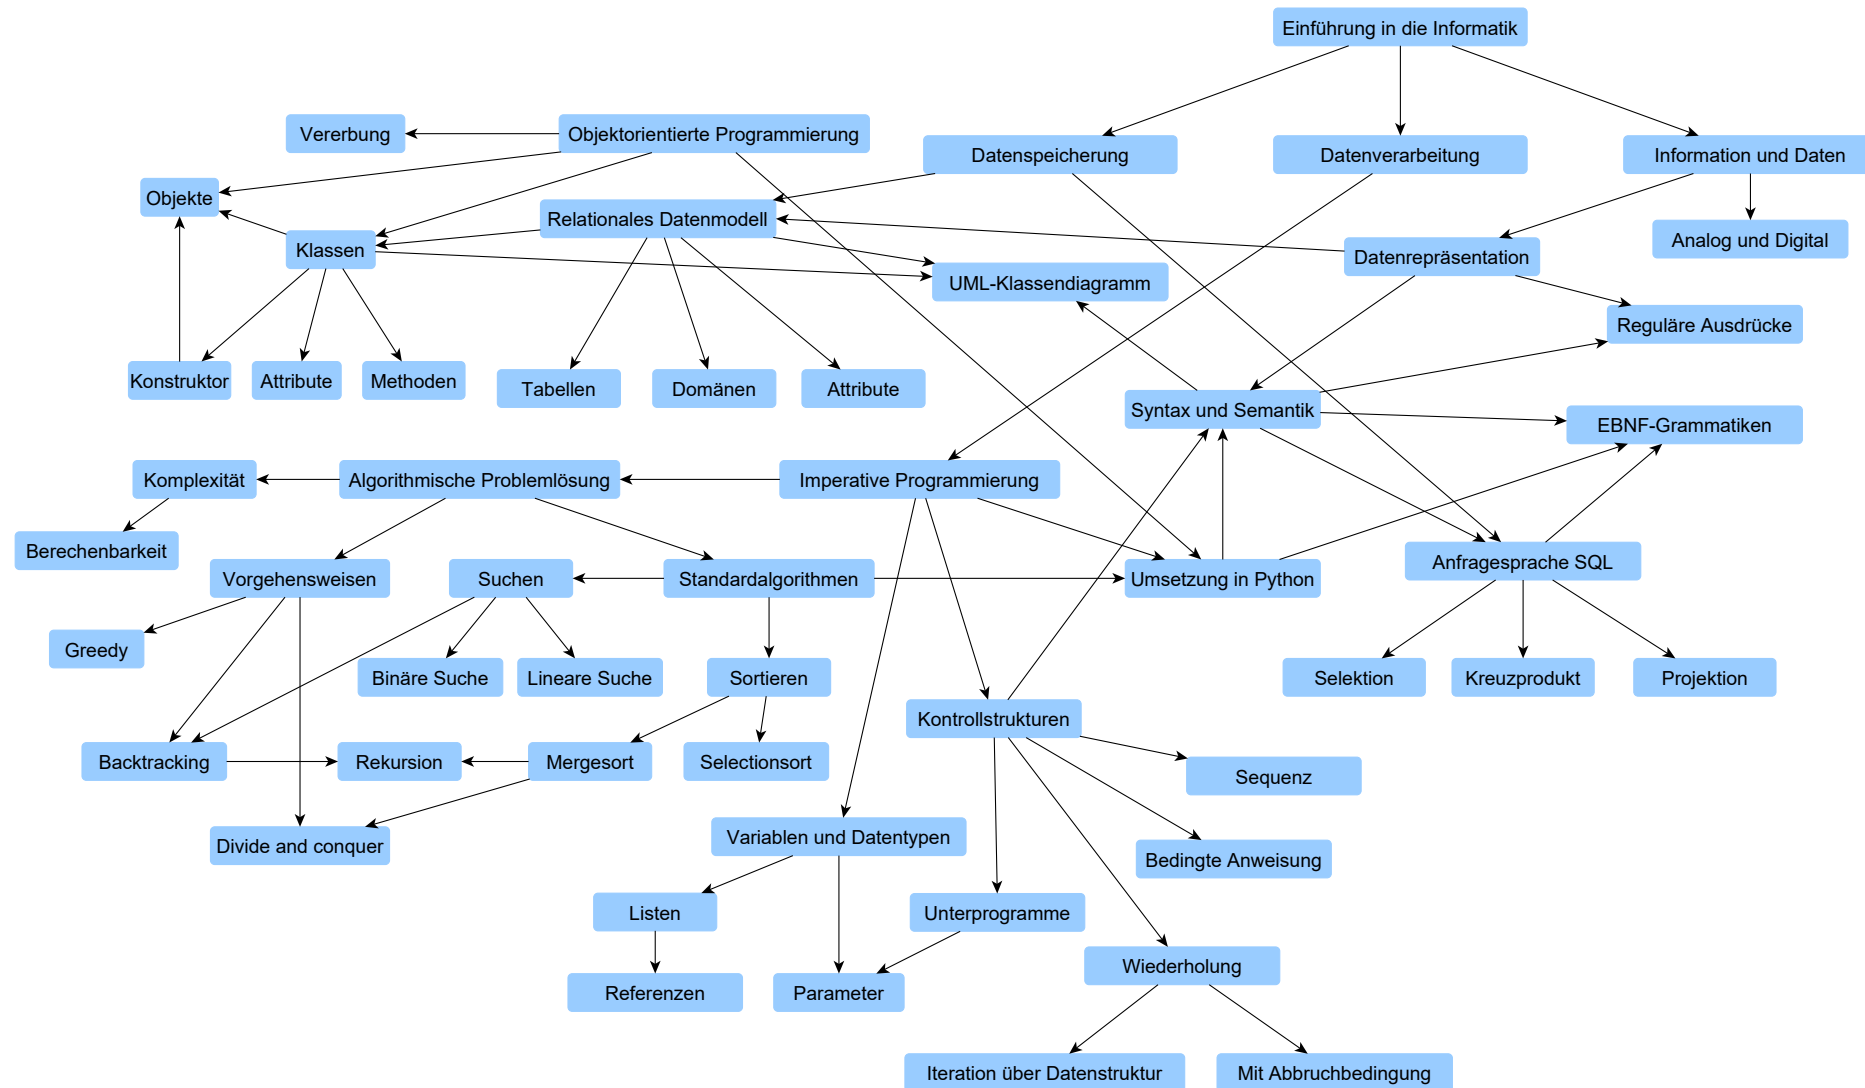 Einführung in die Informatik
Vererbung
Objektorientierte Programmierung
Datenspeicherung
Datenverarbeitung
Information und Daten
Objekte
Relationales Datenmodell
Klassen
Analog und Digital
Datenrepräsentation
UML-Klassendiagramm
Reguläre Ausdrücke
Konstruktor
Attribute
Methoden
Tabellen
Domänen
Attribute
Syntax und Semantik
EBNF-Grammatiken
Komplexität
Algorithmische Problemlösung
Imperative Programmierung
Berechenbarkeit
Vorgehensweisen
Suchen
Standardalgorithmen
Umsetzung in Python
Anfragesprache SQL
Greedy
Binäre Suche
Lineare Suche
Sortieren
Selektion
Kreuzprodukt
Projektion
Kontrollstrukturen
Backtracking
Rekursion
Mergesort
Selectionsort
Sequenz
Divide and conquer
Variablen und Datentypen
Bedingte Anweisung
Listen
Unterprogramme
Wiederholung
Referenzen
Parameter
Iteration über Datenstruktur
Mit Abbruchbedingung